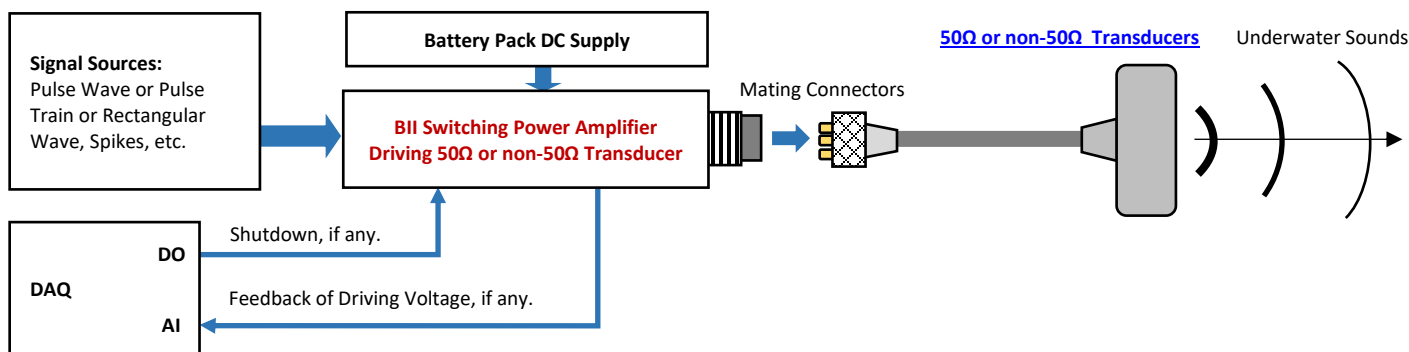 Signal Sources:
Pulse Wave or Pulse
Train or Rectangular
Wave, Spikes, etc.
Battery Pack DC Supply
BII Switching Power Amplifier
Driving 50Ω or non-50Ω Transducer
Mating Connectors
50Ω or non-50Ω  Transducers
Underwater Sounds
DAQ
DO
AI
Shutdown, if any.
Feedback of Driving Voltage, if any.